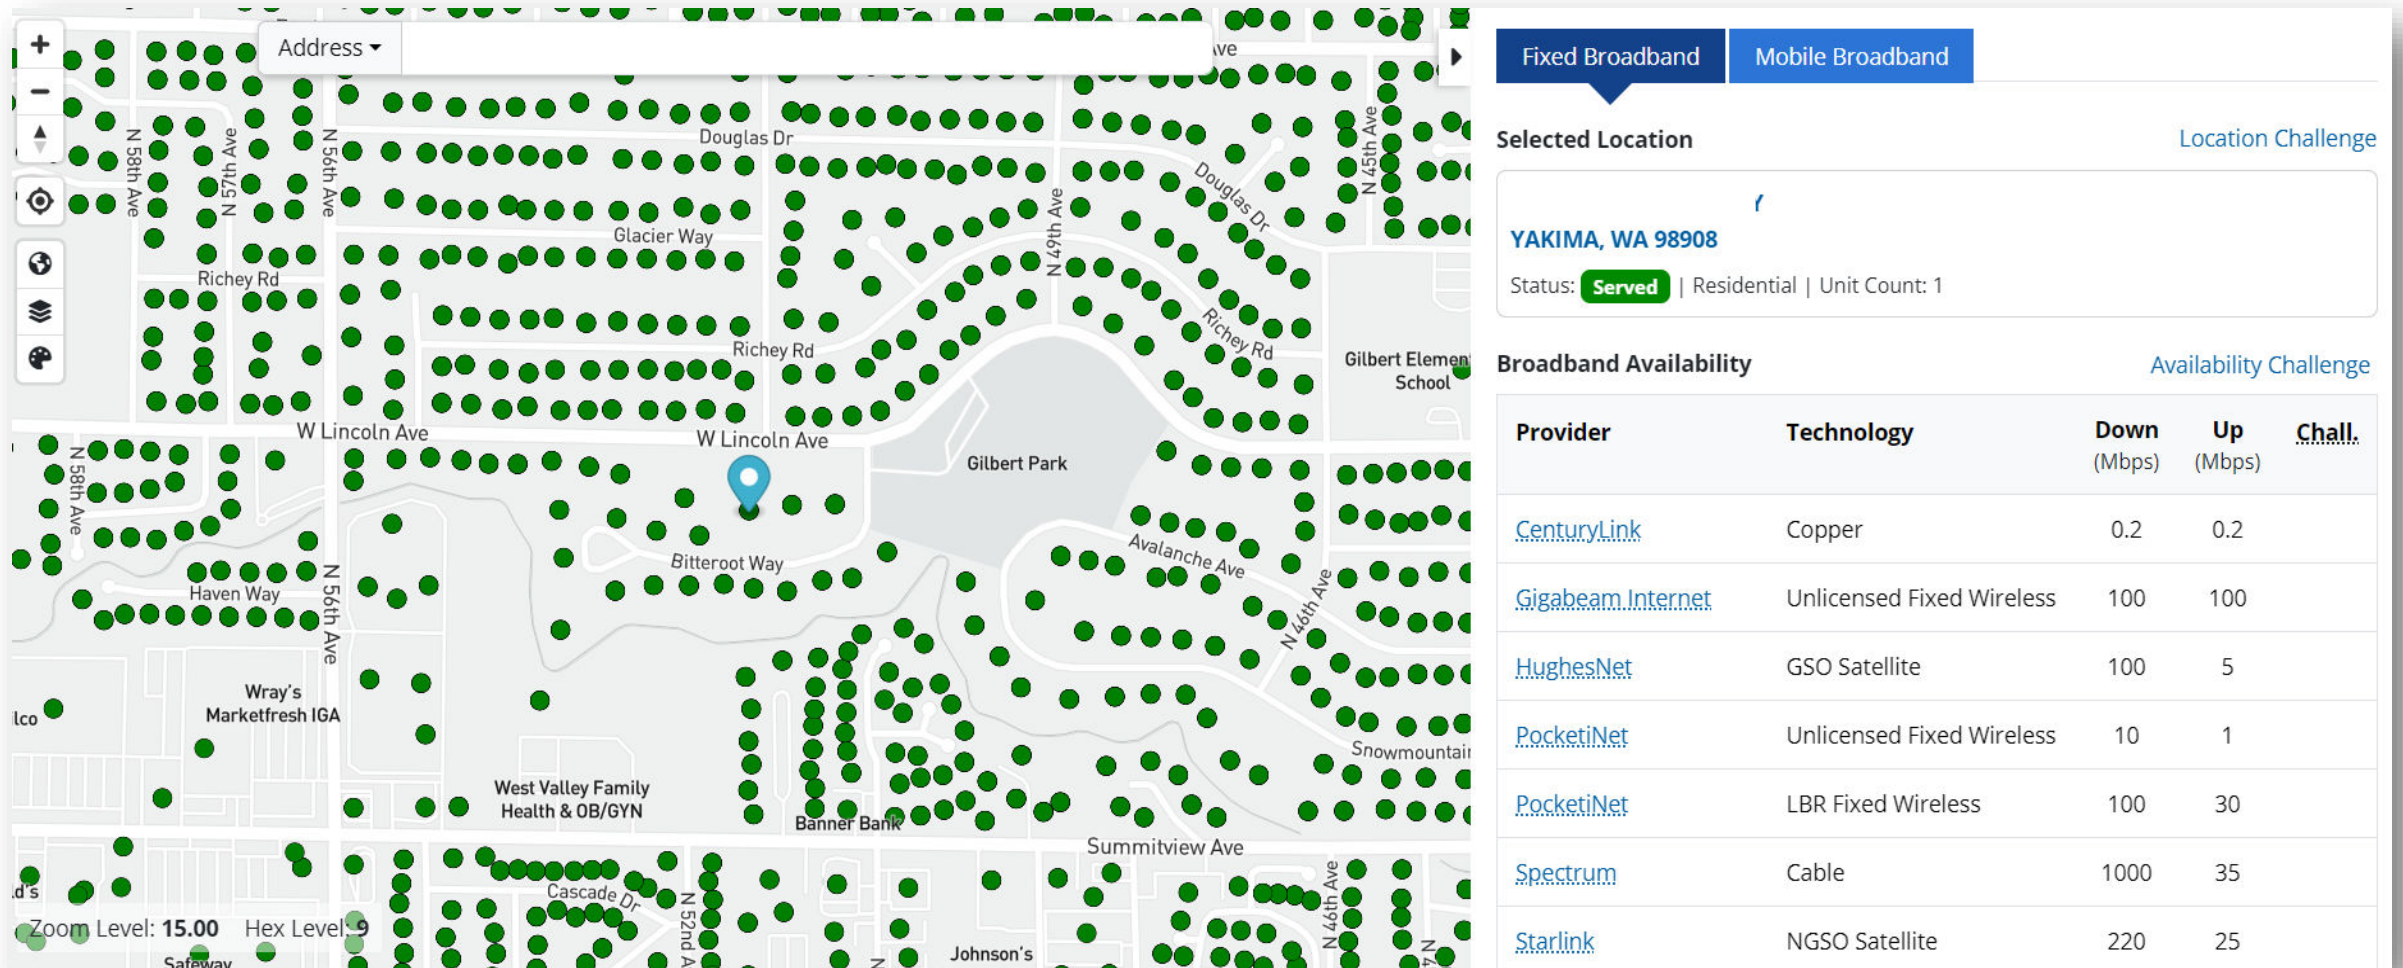 Address
Ave
Douglas Dr
N 58th Ave
N 57th Ave
N 56th Ave
N 45th Ave
Douglas Dr
N 49th Ave
Glacier Way
Richey Rd
Richey Rd
Richey Rd
Gilbert Element
School
W Lincoln Ave
W Lincoln Ave
Gilbert Park
N 58th Ave
Avalanche Ave
Bitteroot Way
Haven Way
N 56th Ave
N 46th Ave
Wray's
Marketfresh IGA
lco
Snowmountain
West Valley Family
Health & OB/GYN
Banner Bank
Summitview Ave
d's
Cascade Dr
N 52nd A
N 46th Ave
N 4
N
Zoom Level: 15.00 Hex Level: 9
Johnson's
Safeway
Fixed Broadband Mobile Broadband
Selected Location Location Challenge
Y
YAKIMA, WA 98908
Status: Served | Residential | Unit Count: 1
Broadband Availability Availability Challenge
Provider Technology Down (Mbps) Up (Mbps) Chall.
CenturyLink Copper 0.2 0.2
Gigabeam Internet Unlicensed Fixed Wireless 100 100
HughesNet GSO Satellite 100 5
PocketiNet Unlicensed Fixed Wireless 10 1
PocketiNet LBR Fixed Wireless 100 30
Spectrum Cable 1000 35
Starlink NGSO Satellite 220 25